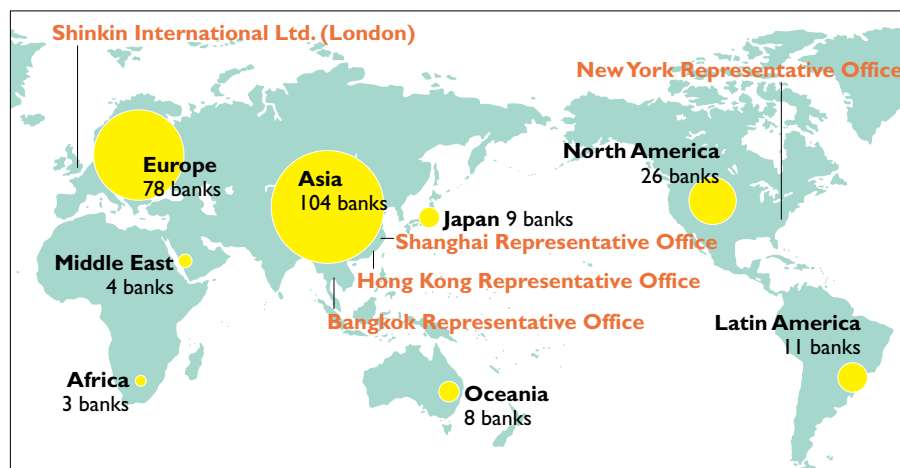 Shinkin International Ltd. (London)
New York Representative Office
Europe
78 banks
Asia
104 banks
North America
26 banks
Japan 9 banks
Shanghai Representative Office
Middle East
4 banks
Hong Kong Representative Office
Bangkok Representative Office
Latin America
11 banks
Africa
3 banks
Oceania
8 banks